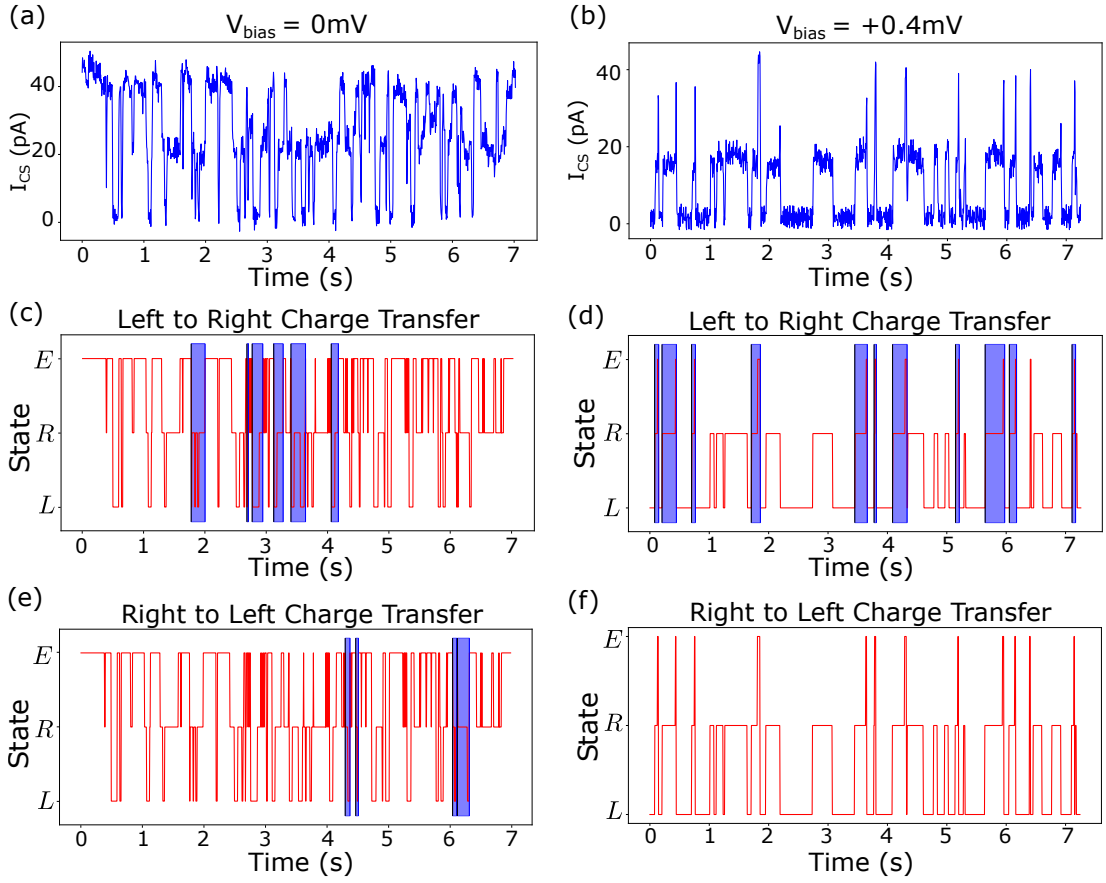 (a)
V_bias = 0mV
I_CS (pA)
40
20
0
0 1 2 3 4 5 6 7
Time (s)
(b)
V_bias = +0.4mV
I_CS (pA)
40
20
0
0 1 2 3 4 5 6 7
Time (s)
(c)
Left to Right Charge Transfer
State
E
R
L
0 1 2 3 4 5 6 7
Time (s)
(d)
Left to Right Charge Transfer
State
E
R
L
0 1 2 3 4 5 6 7
Time (s)
(e)
Right to Left Charge Transfer
State
E
R
L
0 1 2 3 4 5 6 7
Time (s)
(f)
Right to Left Charge Transfer
State
E
R
L
0 1 2 3 4 5 6 7
Time (s)